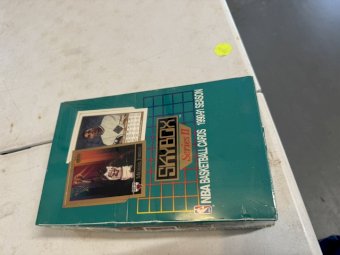 SKYBOX
Series II
NBA BASKETBALL CARDS 1990-91 SEASON